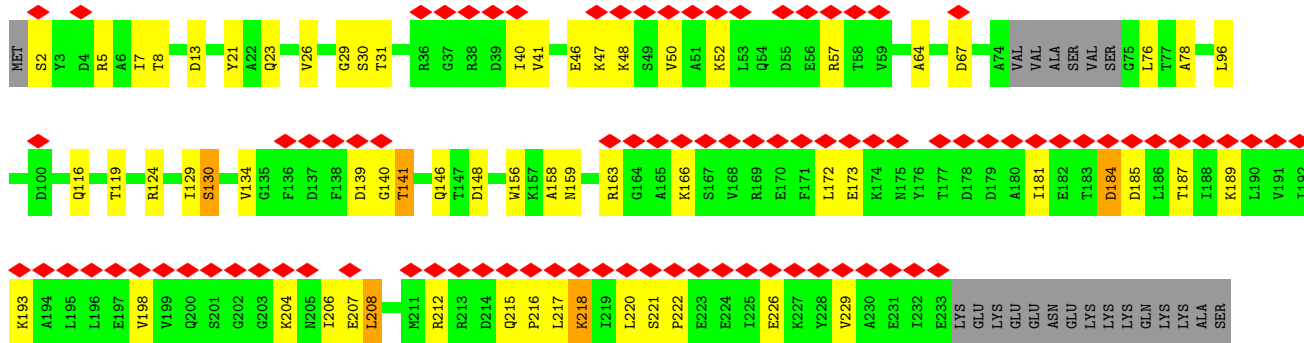 MET S2 Y3 D4 R5 A6 I7 T8 D13 Y21 A22 Q23 V26 G29 S30 T31 R36 G37 R38 D39 I40 V41 E46 K47 K48 S49 V50 A51 K52 L53 Q54 D55 E56 R57 T58 V59 A64 D67 A74 VAL VAL ALA SER VAL SER G75 L76 T77 A78 L96
D100 Q116 T119 R124 I129 S130 V134 G135 F136 D137 F138 D139 G140 T141 Q146 T147 D148 W156 K157 A158 N159 R163 G164 A165 K166 S167 V168 R169 E170 F171 L172 E173 K174 N175 Y176 T177 D178 D179 A180 I181 E182 T183 D184 D185 L186 T187 I188 K189 L190 V191 I192
K193 A194 L195 L196 E197 V198 V199 Q200 S201 G202 G203 K204 N205 I206 E207 L208 M211 R212 R213 D214 Q215 P216 L217 K218 I219 L220 S221 P222 E223 E224 I225 E226 K227 Y228 V229 A230 E231 I232 E233 LYS GLU LYS GLU GLU ASN GLU LYS LYS LYS GLN LYS LYS ALA SER